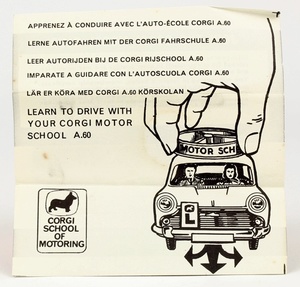 APPRENEZ À CONDUIRE AVEC L'AUTO-ÉCOLE CORGI A.60
LERNE AUTOFAHREN MIT DER CORGI FAHRSCHULE A.60
LEER AUTORIJDEN BIJ DE CORGI RIJSCHOOL A.60
IMPARATE A GUIDARE CON L'AUTOSCUOLA CORGI A.60
LÄR ER KÖRA MED CORGI A.60 KÖRSKOLAN
LEARN TO DRIVE WITH
YOUR CORGI MOTOR
SCHOOL A.60
MOTOR SCH
L
CORGI
SCHOOL
OF
MOTORING